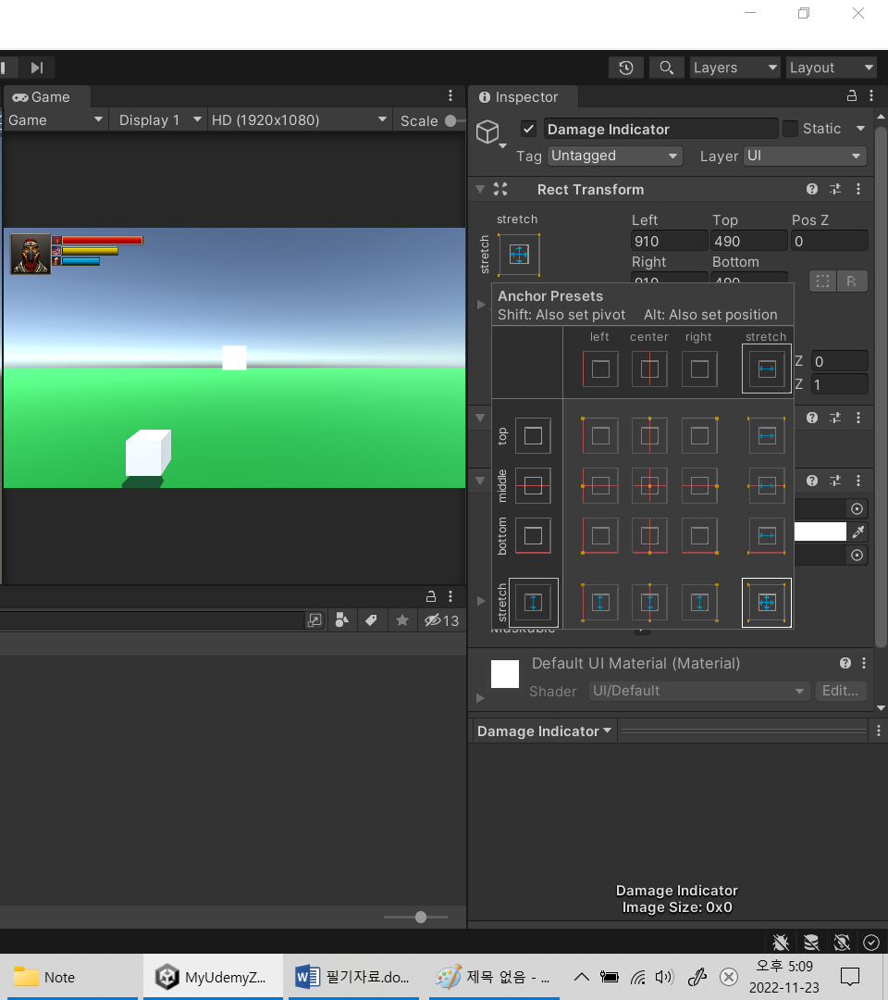 Layers Layout
Game Inspector
Game Display 1 HD (1920x1080) Scale
Damage Indicator Static
Tag Untagged Layer UI
Rect Transform
stretch
stretch
Left Top Pos Z
910 490 0
Right Bottom
910 490 R
Anchor Presets
Shift: Also set pivot Alt: Also set position
left center right stretch
Z 0
Z 1
top
middle
bottom
stretch
13
Maskable
Default UI Material (Material)
Shader UI/Default Edit...
Damage Indicator
Damage Indicator
Image Size: 0x0
Note MyUdemyZ... 필기자료.do... 제목 없음 - ... 오후 5:09
2022-11-23